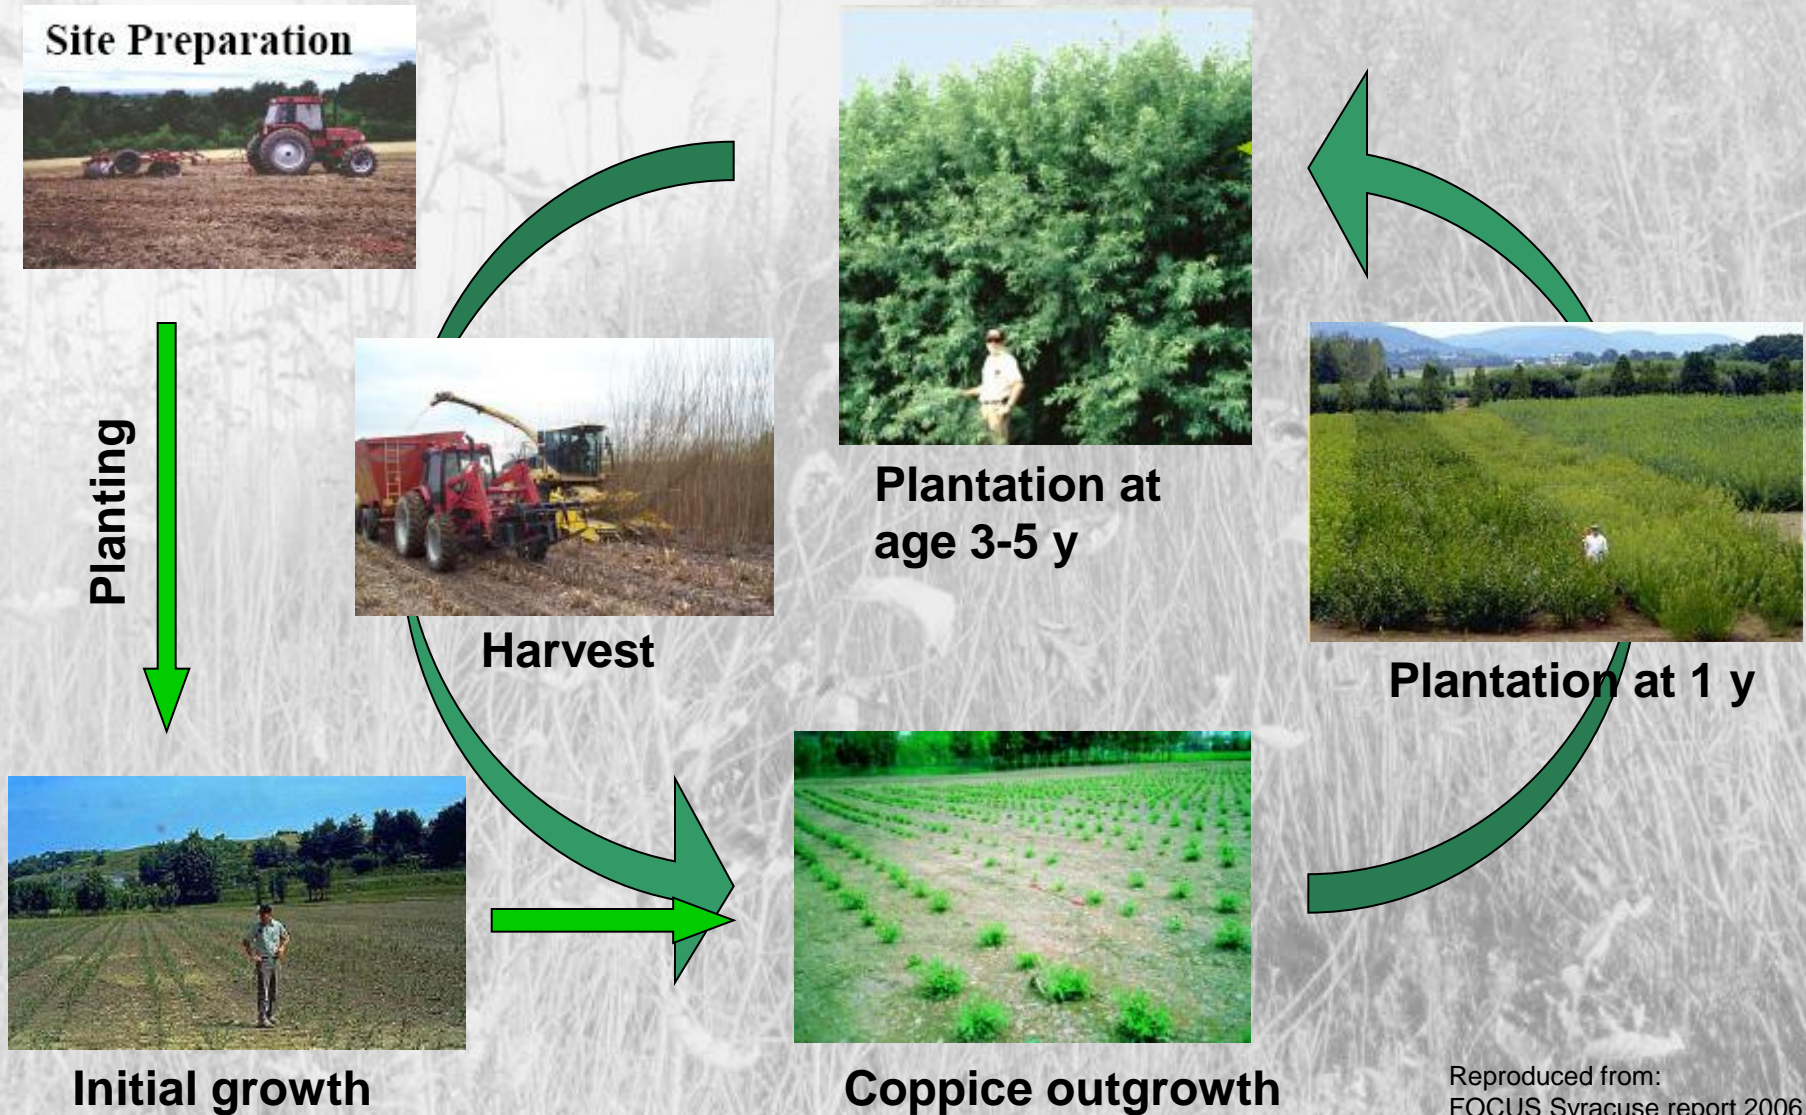 Site Preparation
Planting
Harvest
Plantation at
age 3-5 y
Plantation at 1 y
Initial growth
Coppice outgrowth
Reproduced from:
FOCUS Syracuse report 2006